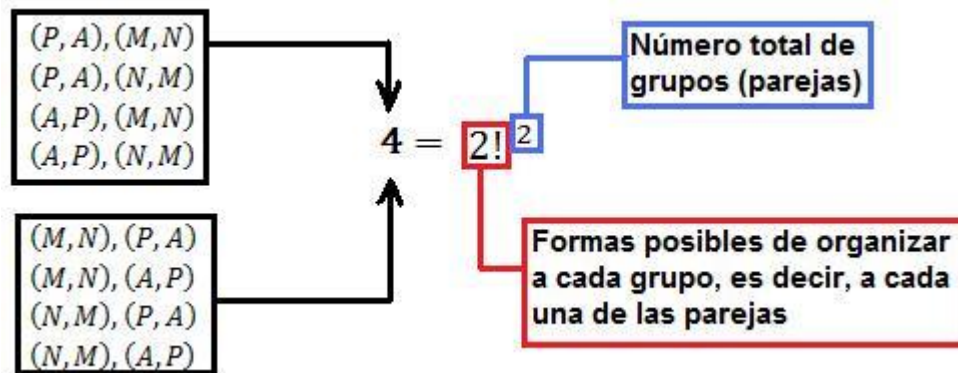 (P, A), (M, N)
(P, A), (N, M)
(A, P), (M, N)
(A, P), (N, M)
4 = 2! 2
Número total de
grupos (parejas)
(M, N), (P, A)
(M, N), (A, P)
(N, M), (P, A)
(N, M), (A, P)
Formas posibles de organizar
a cada grupo, es decir, a cada
una de las parejas